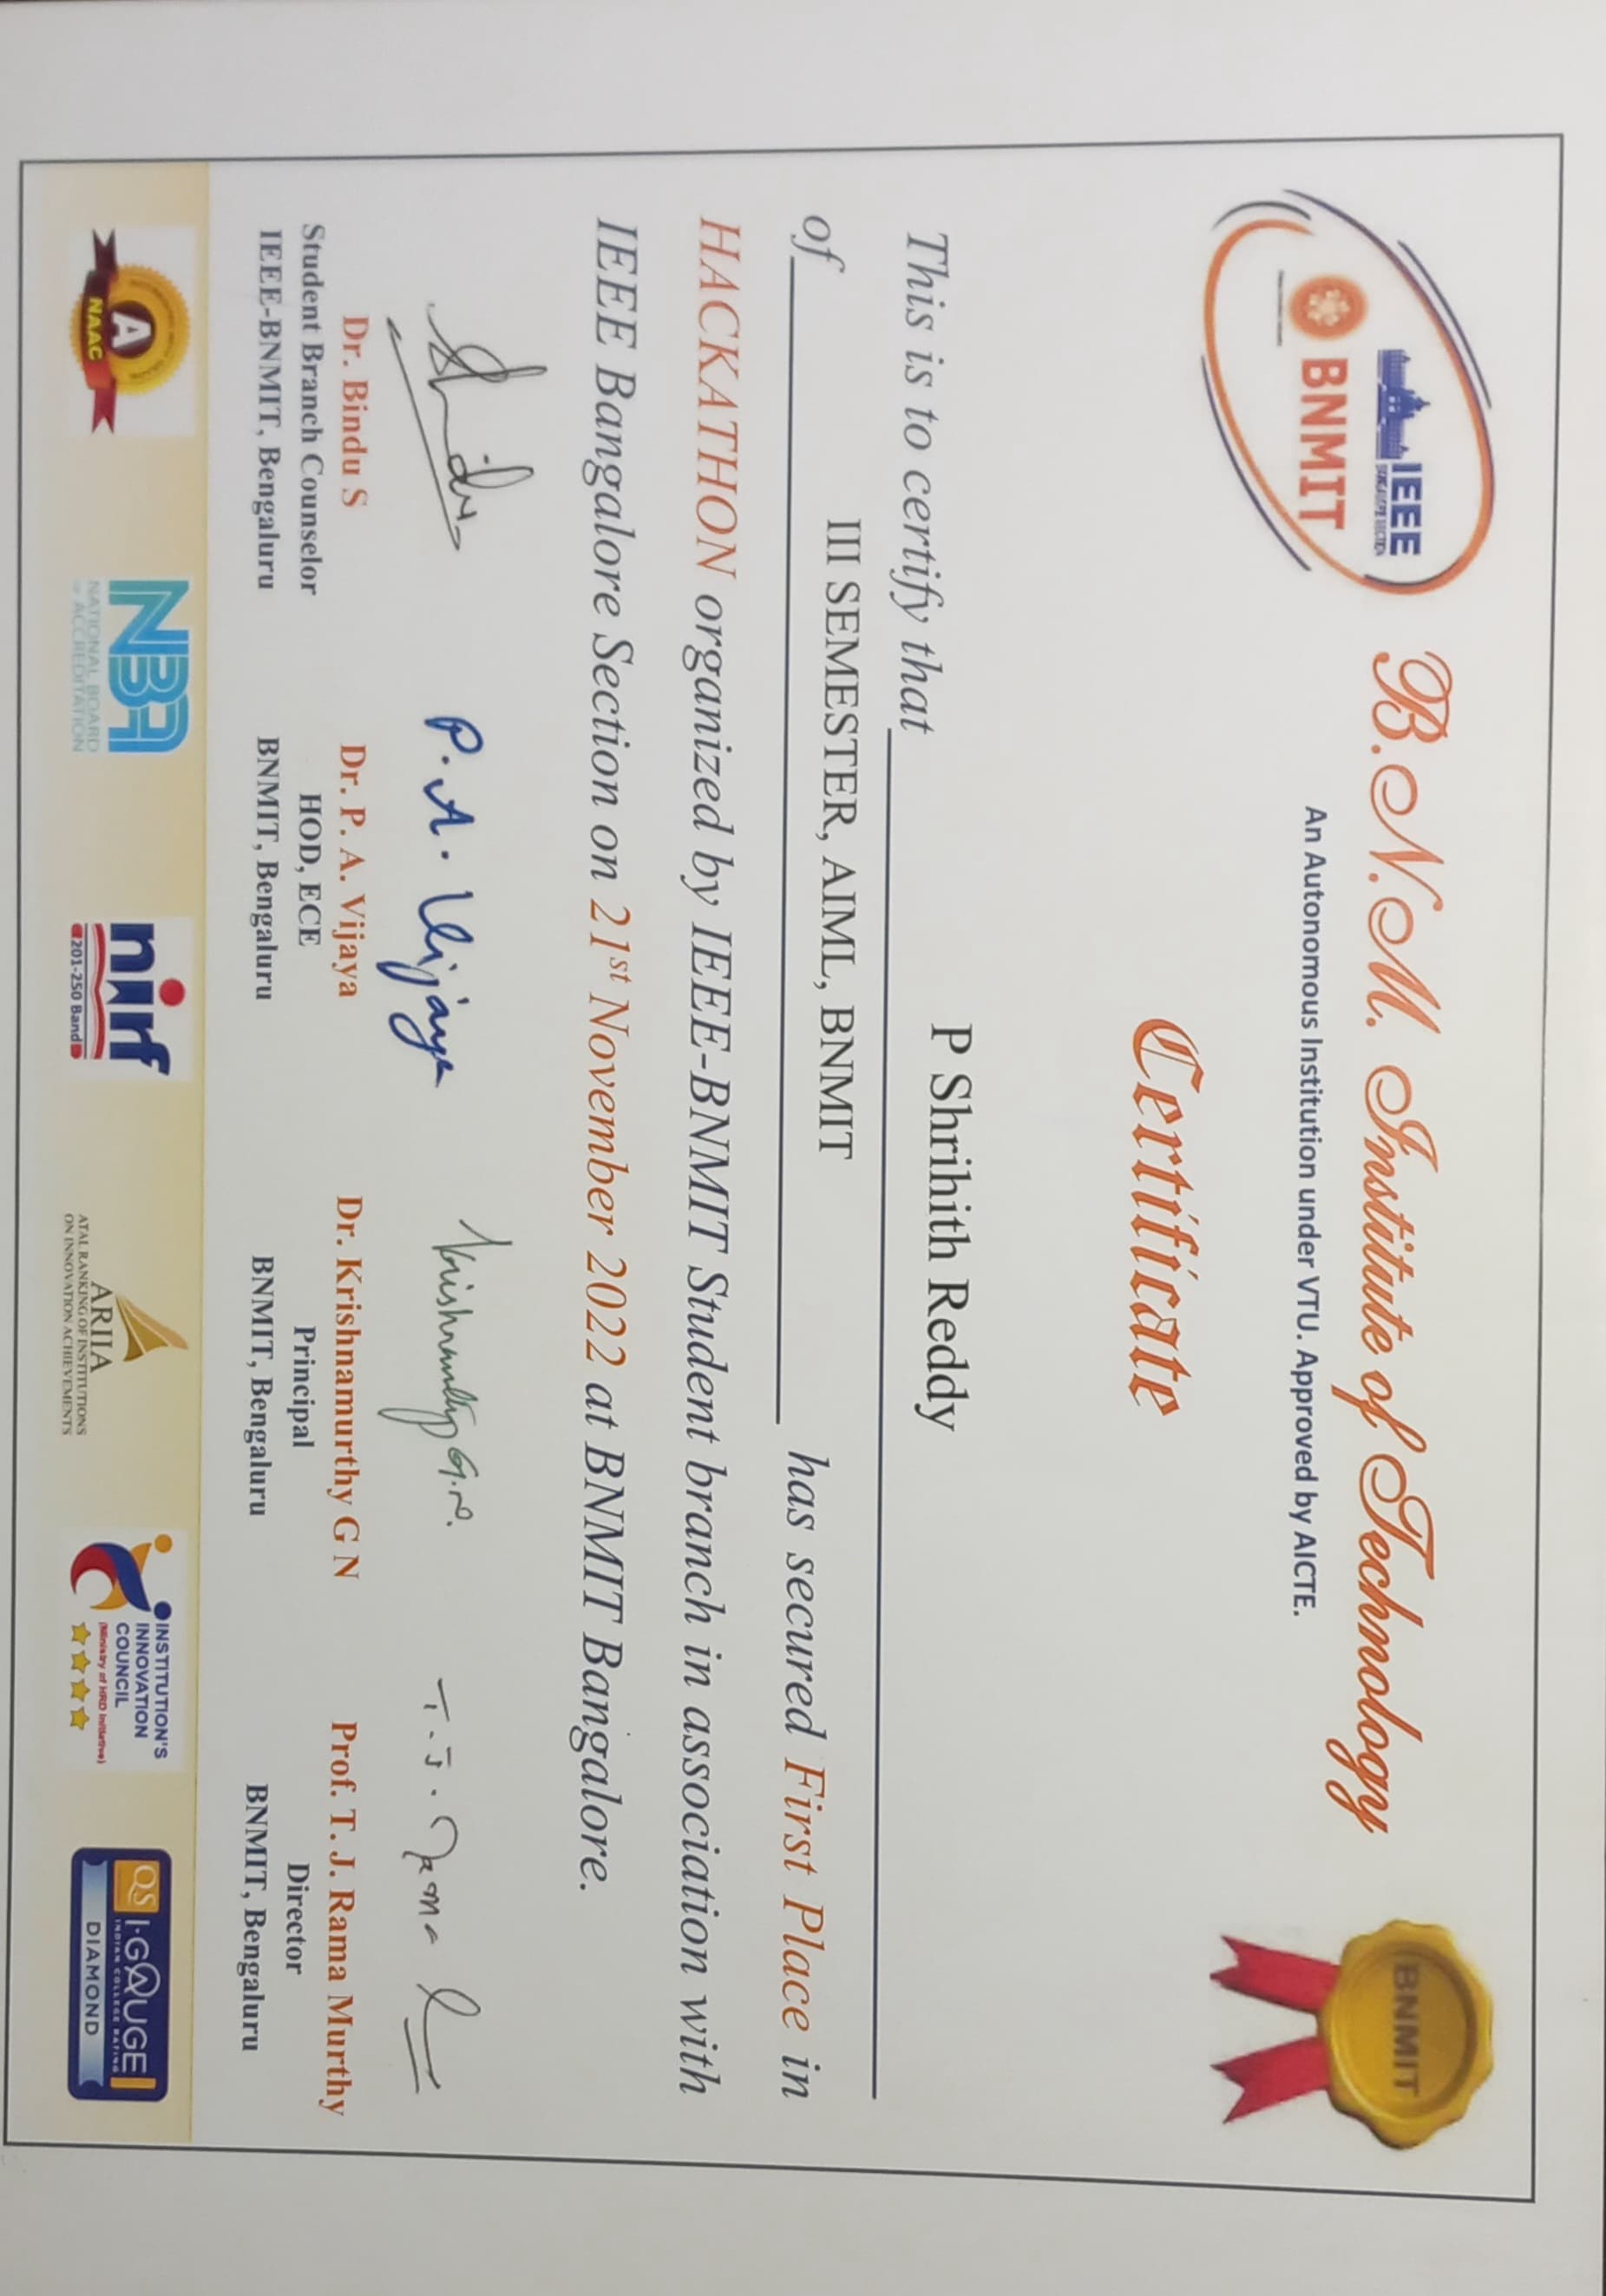 IEEE
BANGALORE SECTION
BNMIT
B.N.M. Institute of Technology
An Autonomous Institution under VTU. Approved by AICTE.
BNMIT
Certificate
This is to certify that P Shrihith Reddy
of III SEMESTER, AIML, BNMIT has secured First Place in
HACKATHON organized by IEEE-BNMIT Student branch in association with
IEEE Bangalore Section on 21st November 2022 at BNMIT Bangalore.
P. A. Vijaya
Krishnamurthy G.N.
T. J. Rama
Dr. Bindu S
Student Branch Counselor
IEEE-BNMIT, Bengaluru
Dr. P. A. Vijaya
HOD, ECE
BNMIT, Bengaluru
Dr. Krishnamurthy G N
Principal
BNMIT, Bengaluru
Prof. T. J. Rama Murthy
Director
BNMIT, Bengaluru
A
NAAC
NBA
NATIONAL BOARD
of ACCREDITATION
nirf
201-250 Band
ARIIA
ATAL RANKING OF INSTITUTIONS
ON INNOVATION ACHIEVEMENTS
INSTITUTION'S
INNOVATION
COUNCIL
(Ministry of HRD Initiative)
QS I·GAUGE
INDIAN COLLEGE RATING
DIAMOND